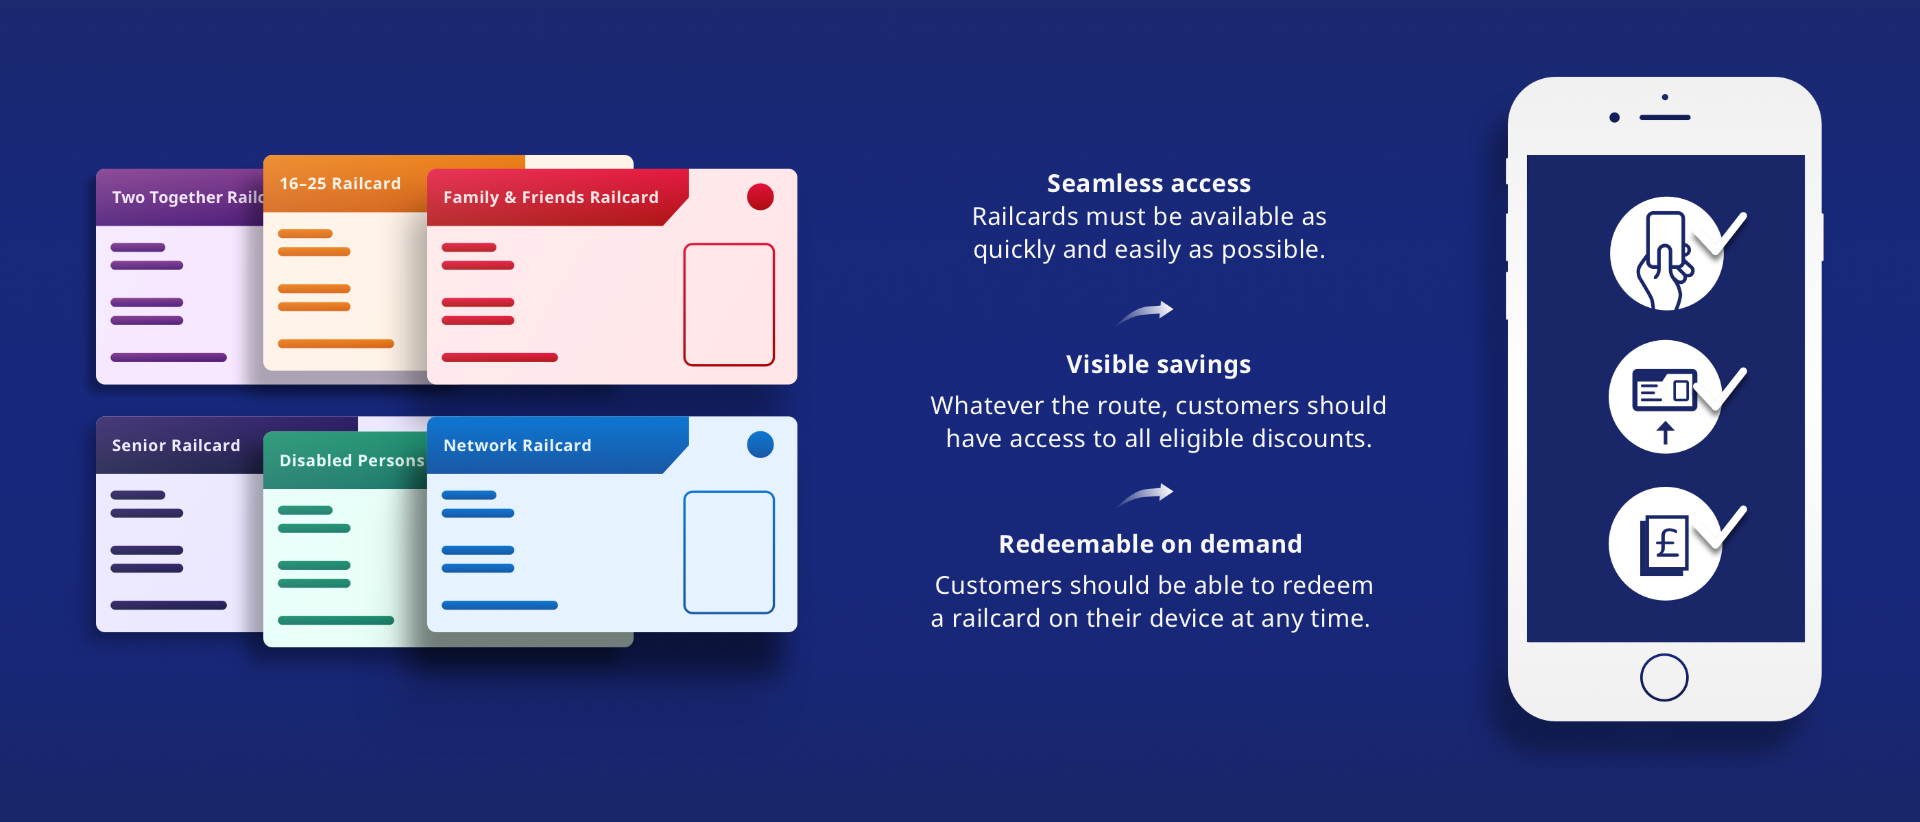 Two Together Railc
16–25 Railcard
Family & Friends Railcard
Senior Railcard
Disabled Persons
Network Railcard
Seamless access
Railcards must be available as
quickly and easily as possible.
Visible savings
Whatever the route, customers should
have access to all eligible discounts.
Redeemable on demand
Customers should be able to redeem
a railcard on their device at any time.
£